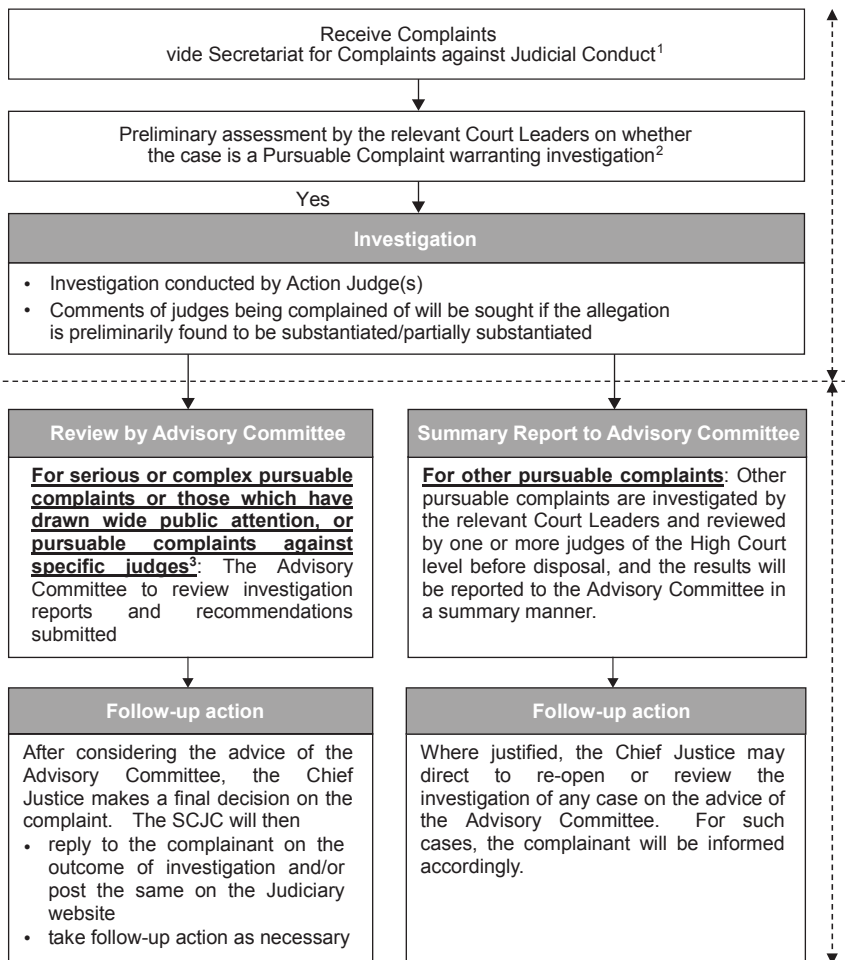 Receive Complaints
vide Secretariat for Complaints against Judicial Conduct1
Preliminary assessment by the relevant Court Leaders on whether
the case is a Pursuable Complaint warranting investigation2
Yes
Investigation
• Investigation conducted by Action Judge(s)
• Comments of judges being complained of will be sought if the allegation
is preliminarily found to be substantiated/partially substantiated
Review by Advisory Committee
For serious or complex pursuable
complaints or those which have
drawn wide public attention, or
pursuable complaints against
specific judges3: The Advisory
Committee to review investigation
reports and recommendations
submitted
Summary Report to Advisory Committee
For other pursuable complaints: Other
pursuable complaints are investigated by
the relevant Court Leaders and reviewed
by one or more judges of the High Court
level before disposal, and the results will
be reported to the Advisory Committee in
a summary manner.
Follow-up action
After considering the advice of the
Advisory Committee, the Chief
Justice makes a final decision on the
complaint. The SCJC will then
• reply to the complainant on the
outcome of investigation and/or
post the same on the Judiciary
website
• take follow-up action as necessary
Follow-up action
Where justified, the Chief Justice may
direct to re-open or review the
investigation of any case on the advice of
the Advisory Committee. For such
cases, the complainant will be informed
accordingly.